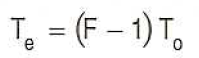 Tₑ = (F − 1) Tₒ